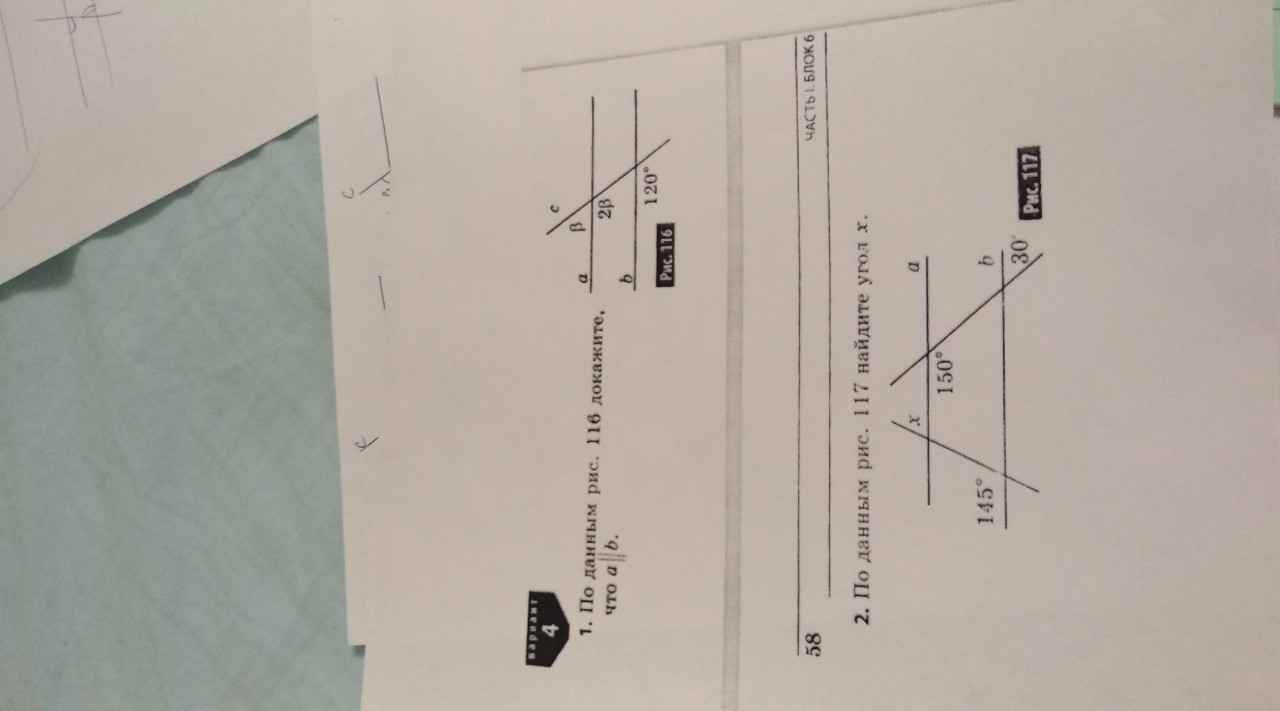 вариант
4
1. По данным рис. 116 докажите,
что a||b.
c
β
a
2β
b
120°
Рис. 116
58
ЧАСТЬ I. БЛОК 6
2. По данным рис. 117 найдите угол x.
x
a
150°
145°
b
30°
Рис. 117